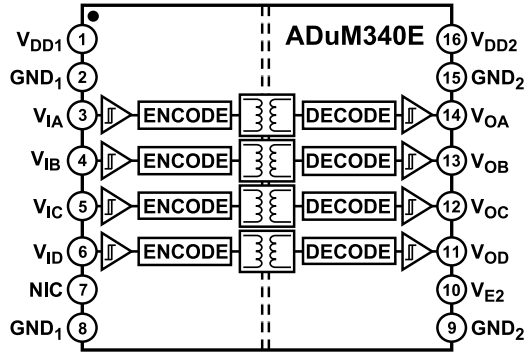 ADuM340E
VDD1 1 16 VDD2
GND1 2 15 GND2
VIA 3 ENCODE DECODE 14 VOA
VIB 4 ENCODE DECODE 13 VOB
VIC 5 ENCODE DECODE 12 VOC
VID 6 ENCODE DECODE 11 VOD
NIC 7 10 VE2
GND1 8 9 GND2